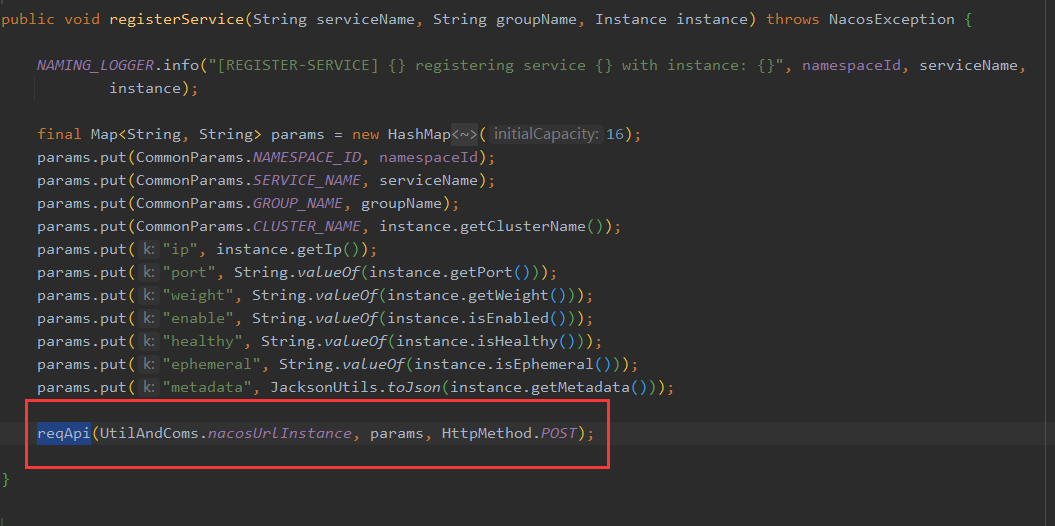 public void registerService(String serviceName, String groupName, Instance instance) throws NacosException {
NAMING_LOGGER.info("[REGISTER-SERVICE] {} registering service {} with instance: {}", namespaceId, serviceName,
instance);
final Map<String, String> params = new HashMap<~>( initialCapacity: 16);
params.put(CommonParams.NAMESPACE_ID, namespaceId);
params.put(CommonParams.SERVICE_NAME, serviceName);
params.put(CommonParams.GROUP_NAME, groupName);
params.put(CommonParams.CLUSTER_NAME, instance.getClusterName());
params.put( k: "ip", instance.getIp());
params.put( k: "port", String.valueOf(instance.getPort()));
params.put( k: "weight", String.valueOf(instance.getWeight()));
params.put( k: "enable", String.valueOf(instance.isEnabled()));
params.put( k: "healthy", String.valueOf(instance.isHealthy()));
params.put( k: "ephemeral", String.valueOf(instance.isEphemeral()));
params.put( k: "metadata", JacksonUtils.toJson(instance.getMetadata()));
reqApi(UtilAndComs.nacosUrlInstance, params, HttpMethod.POST);
}